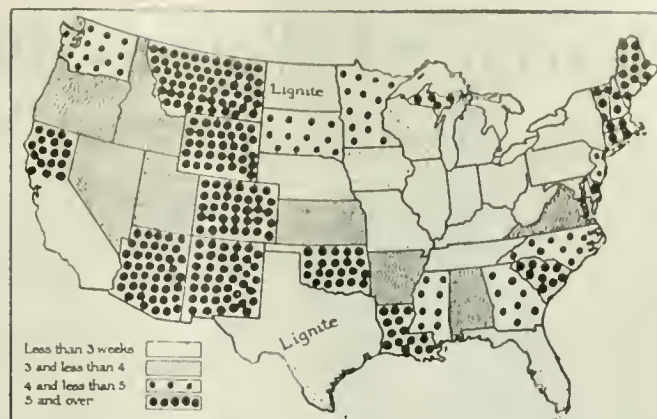 Lignite
Lignite
Less than 3 weeks
3 and less than 4
4 and less than 5
5 and over